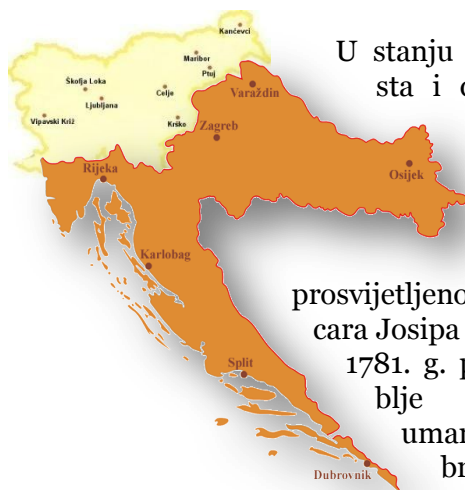 Kančevci
Maribor
Ptuj
Škofja Loka
Celje
Ljubljana
Vipavski Križ
Krško
Varaždin
Zagreb
Osijek
Rijeka
Karlobag
Split
Dubrovnik
U stanju
sta i
prosvijetljeno
cara Josipa
1781. g. p
blje
uman
br